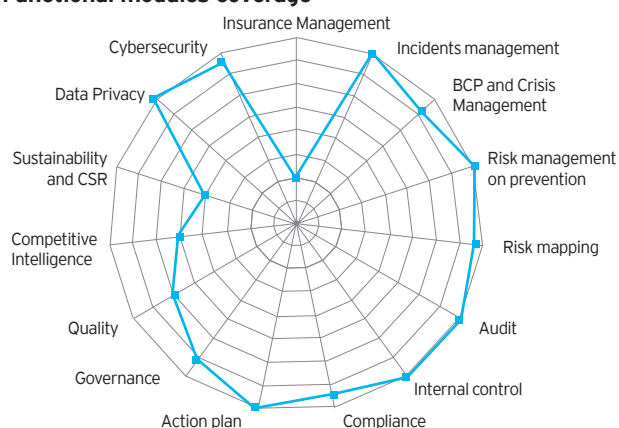 Functional modules coverage
Insurance Management
Cybersecurity
Incidents management
Data Privacy
BCP and Crisis
Management
Sustainability
and CSR
Risk management
on prevention
Competitive
Intelligence
Risk mapping
Quality
Audit
Governance
Internal control
Action plan
Compliance